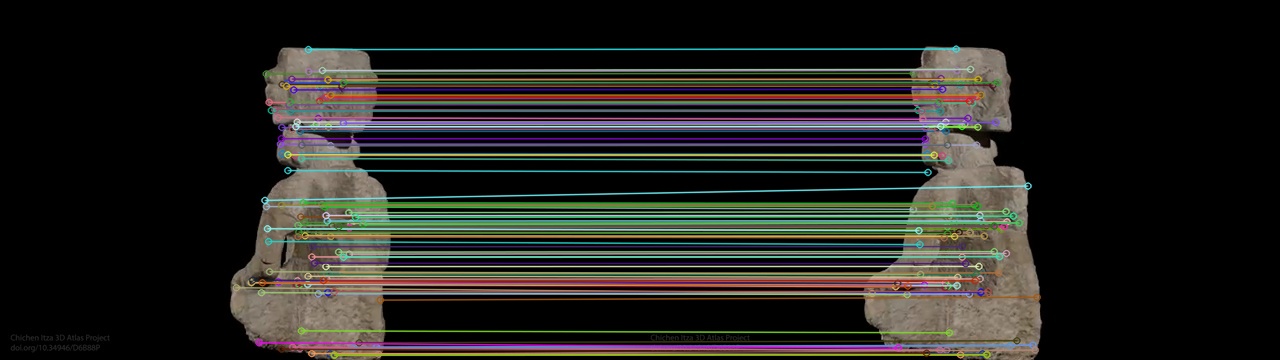 Chichen Itza 3D Atlas Project
doi.org/10.34946/D6888P
Chichen Itza 3D Atlas Project